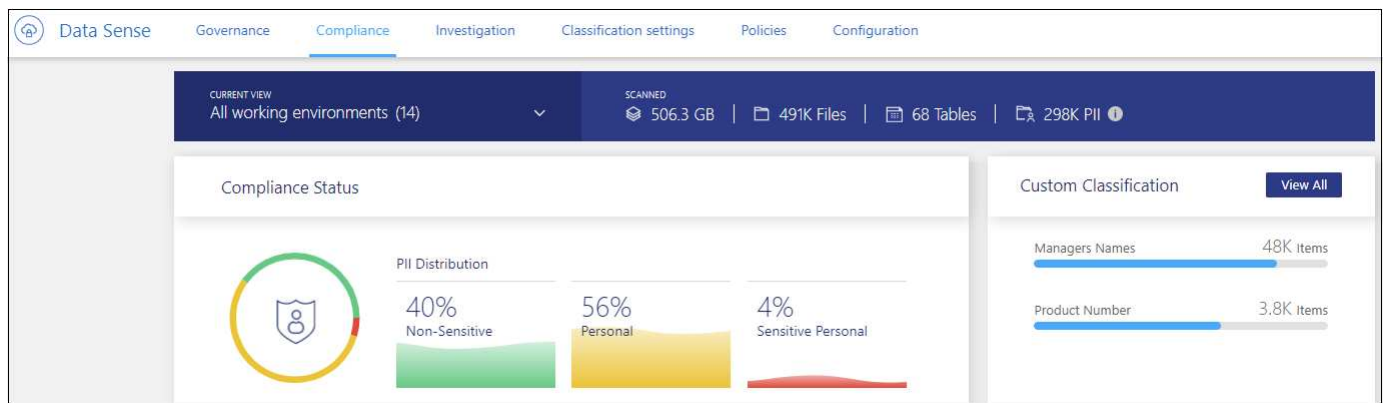 Data Sense
Governance
Compliance
Investigation
Classification settings
Policies
Configuration
CURRENT VIEW
All working environments (14)
SCANNED
506.3 GB | 491K Files | 68 Tables | 298K PII
Compliance Status
PII Distribution
40%
Non-Sensitive
56%
Personal
4%
Sensitive Personal
Custom Classification
View All
Managers Names
48K Items
Product Number
3.8K Items